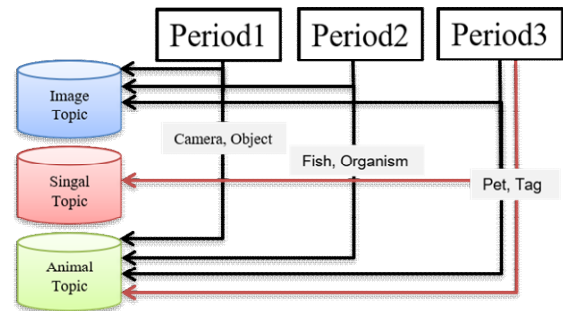 Period1
Period2
Period3
Image
Topic
Camera, Object
Fish, Organism
Singal
Topic
Pet, Tag
Animal
Topic